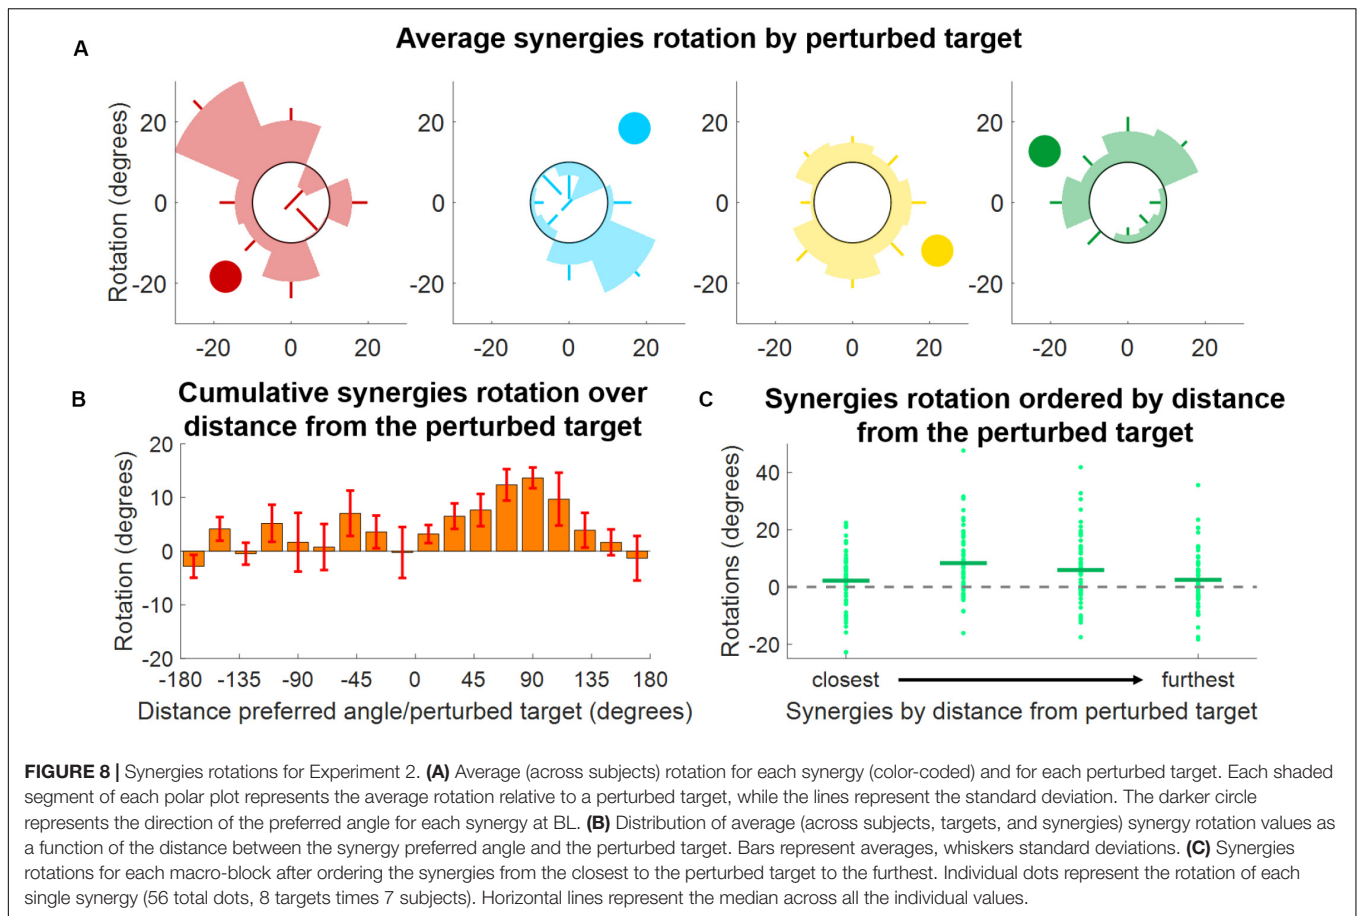 A
Average synergies rotation by perturbed target
Rotation (degrees)
20
0
-20
-20 0 20
20
0
-20
-20 0 20
20
0
-20
-20 0 20
20
0
-20
-20 0 20
B
Cumulative synergies rotation over
distance from the perturbed target
Rotation (degrees)
20
10
0
-10
-20
-180 -135 -90 -45 0 45 90 135 180
Distance preferred angle/perturbed target (degrees)
C
Synergies rotation ordered by distance
from the perturbed target
Rotations (degrees)
40
20
0
-20
closest furthest
Synergies by distance from perturbed target
FIGURE 8 | Synergies rotations for Experiment 2. (A) Average (across subjects) rotation for each synergy (color-coded) and for each perturbed target. Each shaded
segment of each polar plot represents the average rotation relative to a perturbed target, while the lines represent the standard deviation. The darker circle
represents the direction of the preferred angle for each synergy at BL. (B) Distribution of average (across subjects, targets, and synergies) synergy rotation values as
a function of the distance between the synergy preferred angle and the perturbed target. Bars represent averages, whiskers standard deviations. (C) Synergies
rotations for each macro-block after ordering the synergies from the closest to the perturbed target to the furthest. Individual dots represent the rotation of each
single synergy (56 total dots, 8 targets times 7 subjects). Horizontal lines represent the median across all the individual values.